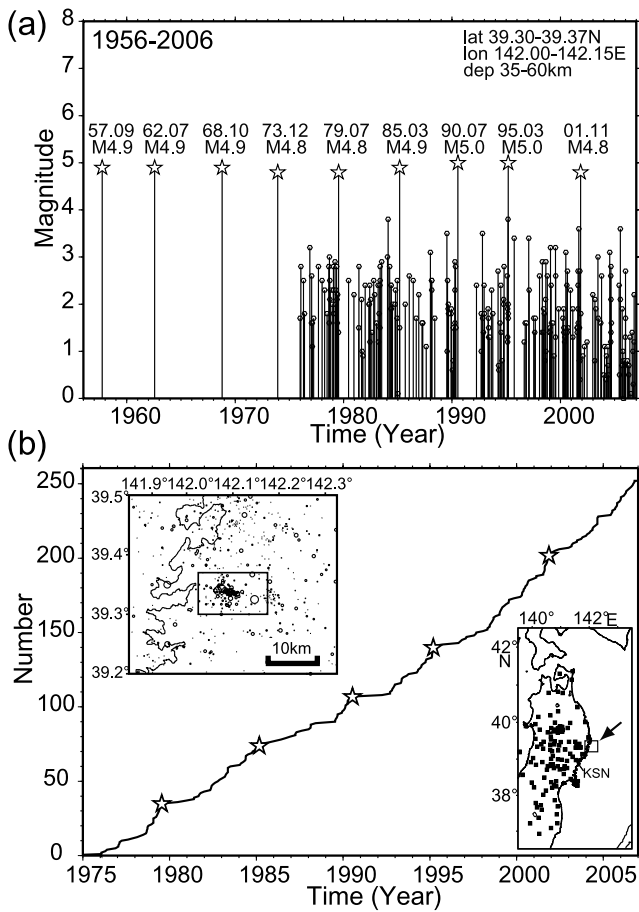 (a)
1956-2006
lat 39.30-39.37N
lon 142.00-142.15E
dep 35-60km
57.09 62.07 68.10 73.12 79.07 85.03 90.07 95.03 01.11
M4.9 M4.9 M4.9 M4.8 M4.8 M4.9 M5.0 M5.0 M4.8
Magnitude
8
7
6
5
4
3
2
1
0
1960 1970 1980 1990 2000
Time (Year)
(b)
Number
250
200
150
100
50
0
141.9° 142.0° 142.1° 142.2° 142.3°
39.5°
39.4°
39.3°
39.2°
10km
140° 142°E
42°
N
40°
38°
KSN
1975 1980 1985 1990 1995 2000 2005
Time (Year)